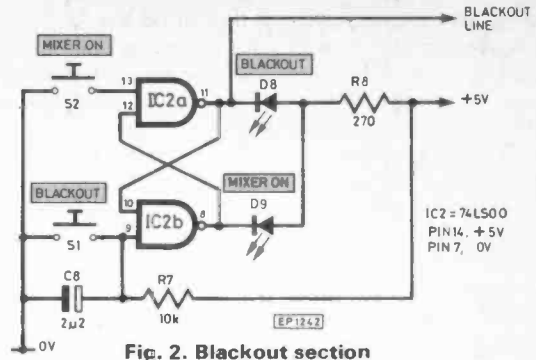 BLACKOUT
LINE
MIXER ON
S2
13
12
IC2a
11
BLACKOUT
D8
R8
270
+5V
BLACKOUT
S1
10
9
IC2b
8
MIXER ON
D9
IC2 = 74LS00
PIN 14, +5V
PIN 7, 0V
C8
2µ2
R7
10k
EP1242
0V
Fig. 2. Blackout section